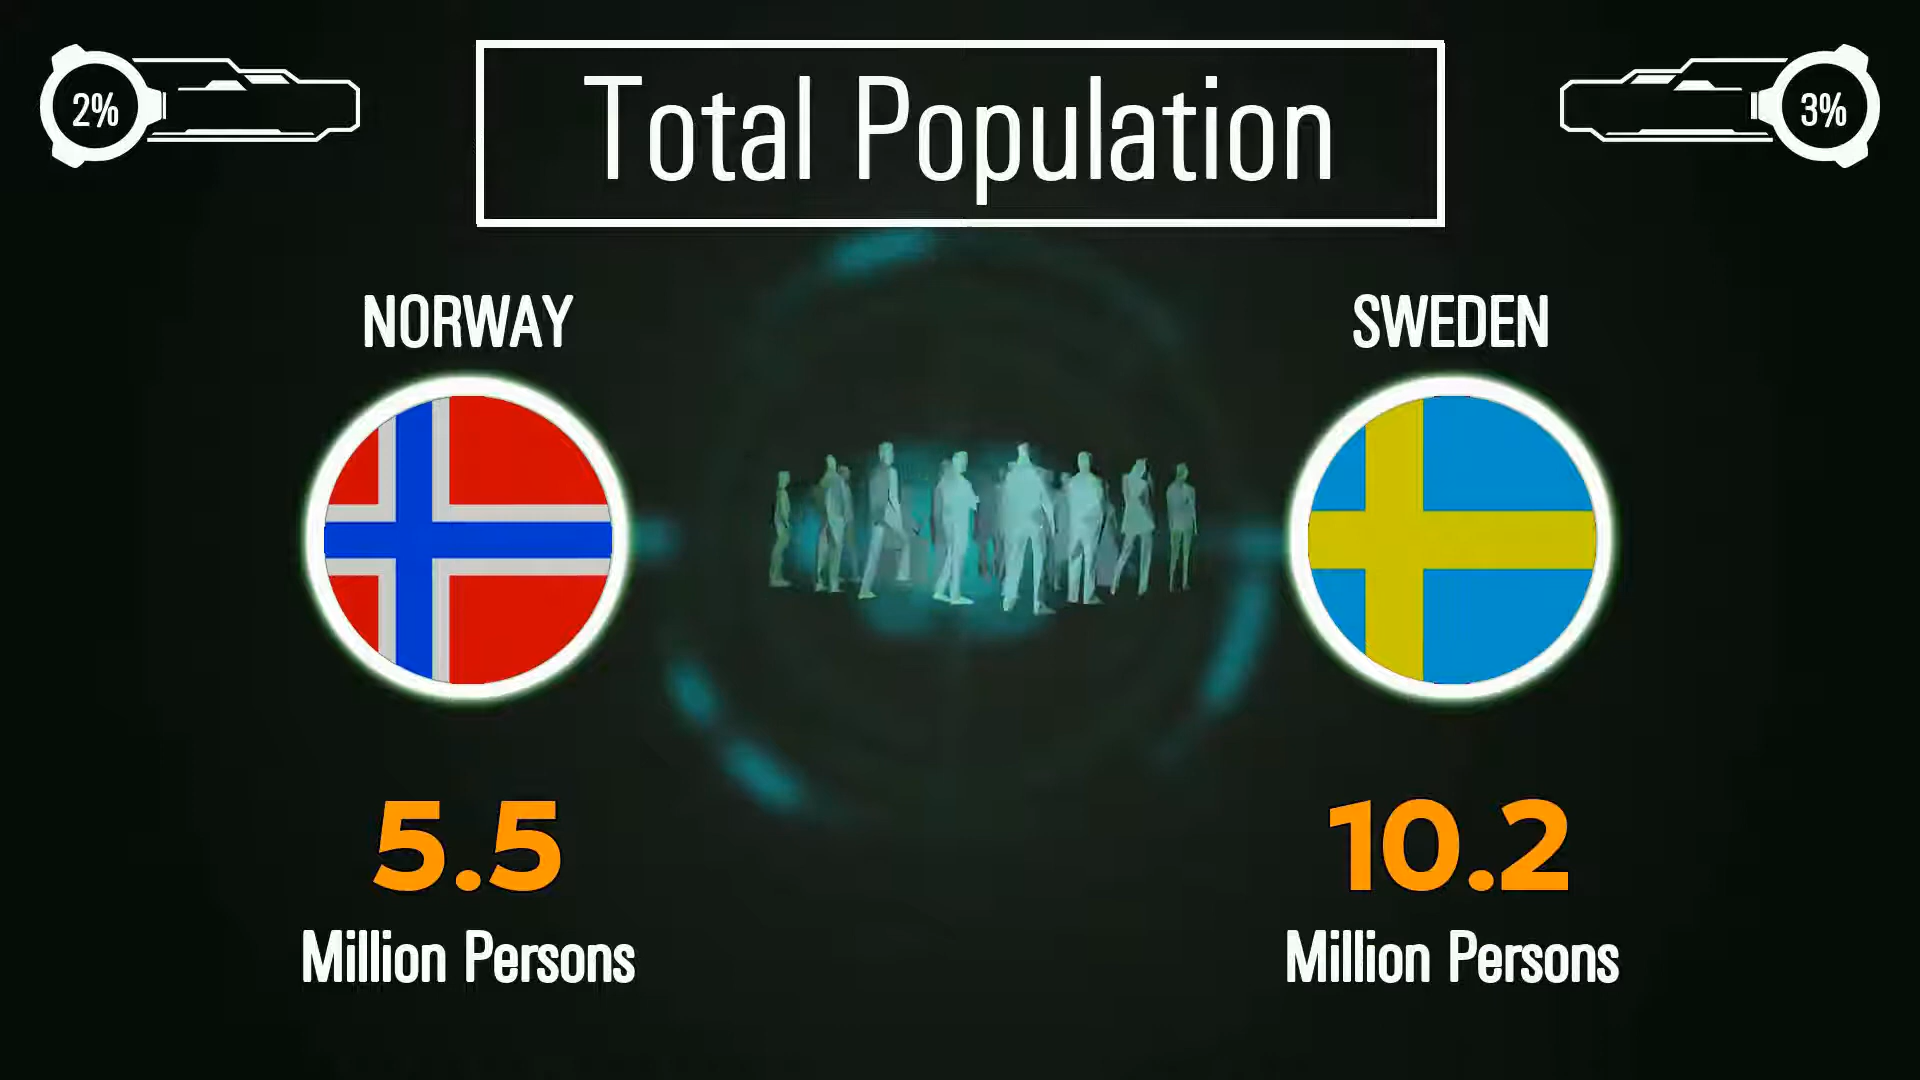 2%
Total Population
3%
NORWAY
SWEDEN
5.5
10.2
Million Persons
Million Persons